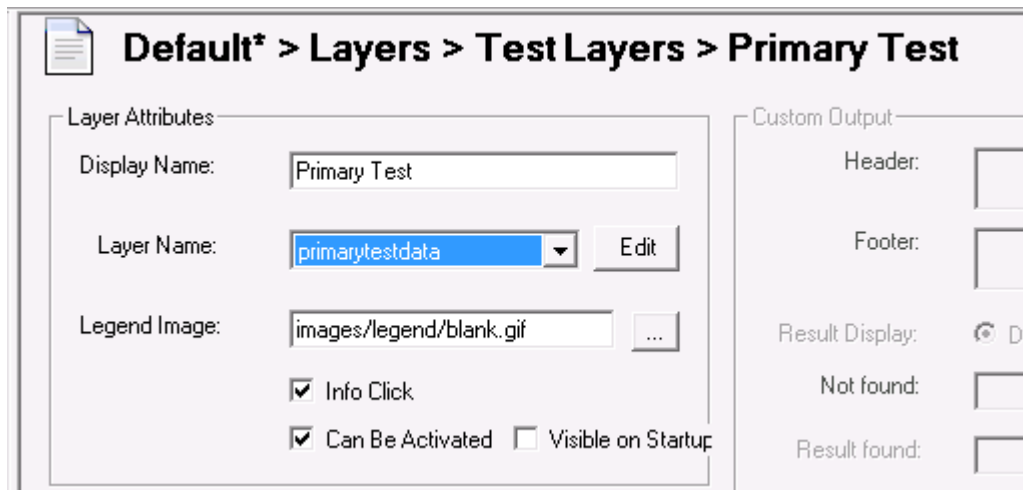 Default* > Layers > Test Layers > Primary Test
Layer Attributes
Display Name: Primary Test
Layer Name: primarytestdata Edit
Legend Image: images/legend/blank.gif ...
Info Click
Can Be Activated Visible on Startup
Custom Output
Header:
Footer:
Result Display: D
Not found:
Result found: